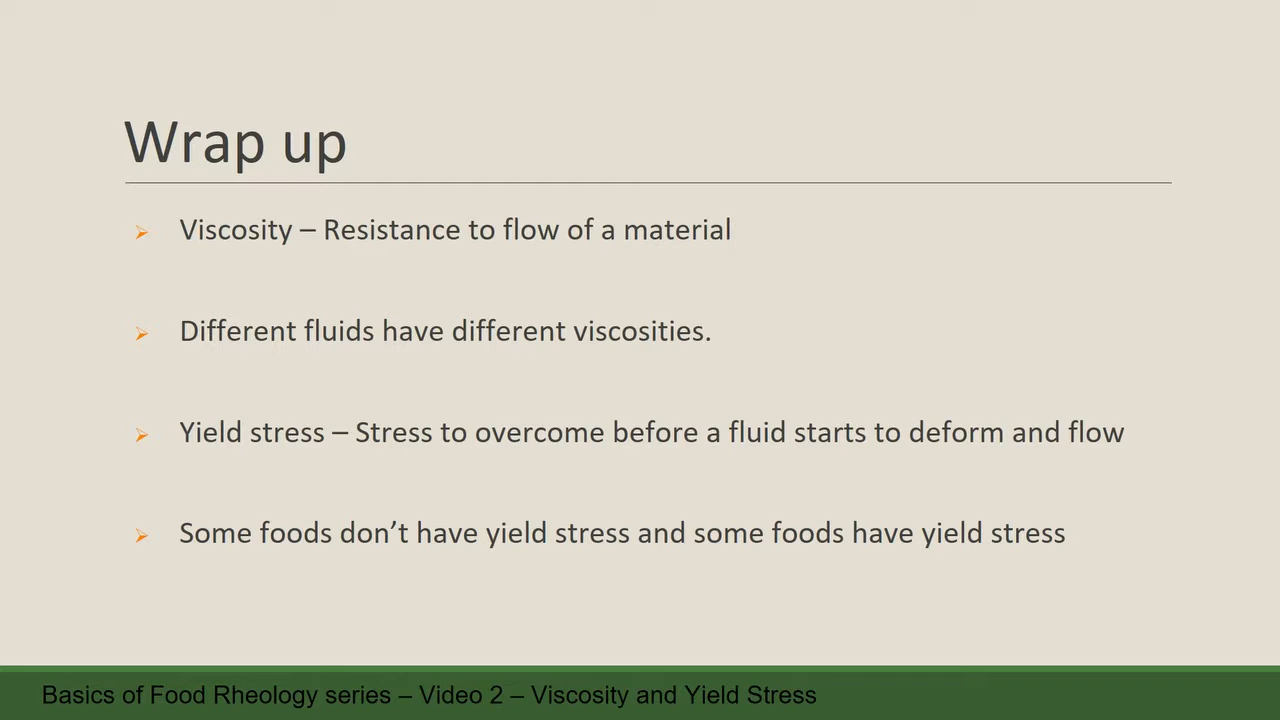 Wrap up
Viscosity – Resistance to flow of a material
Different fluids have different viscosities.
Yield stress – Stress to overcome before a fluid starts to deform and flow
Some foods don’t have yield stress and some foods have yield stress
Basics of Food Rheology series – Video 2 – Viscosity and Yield Stress